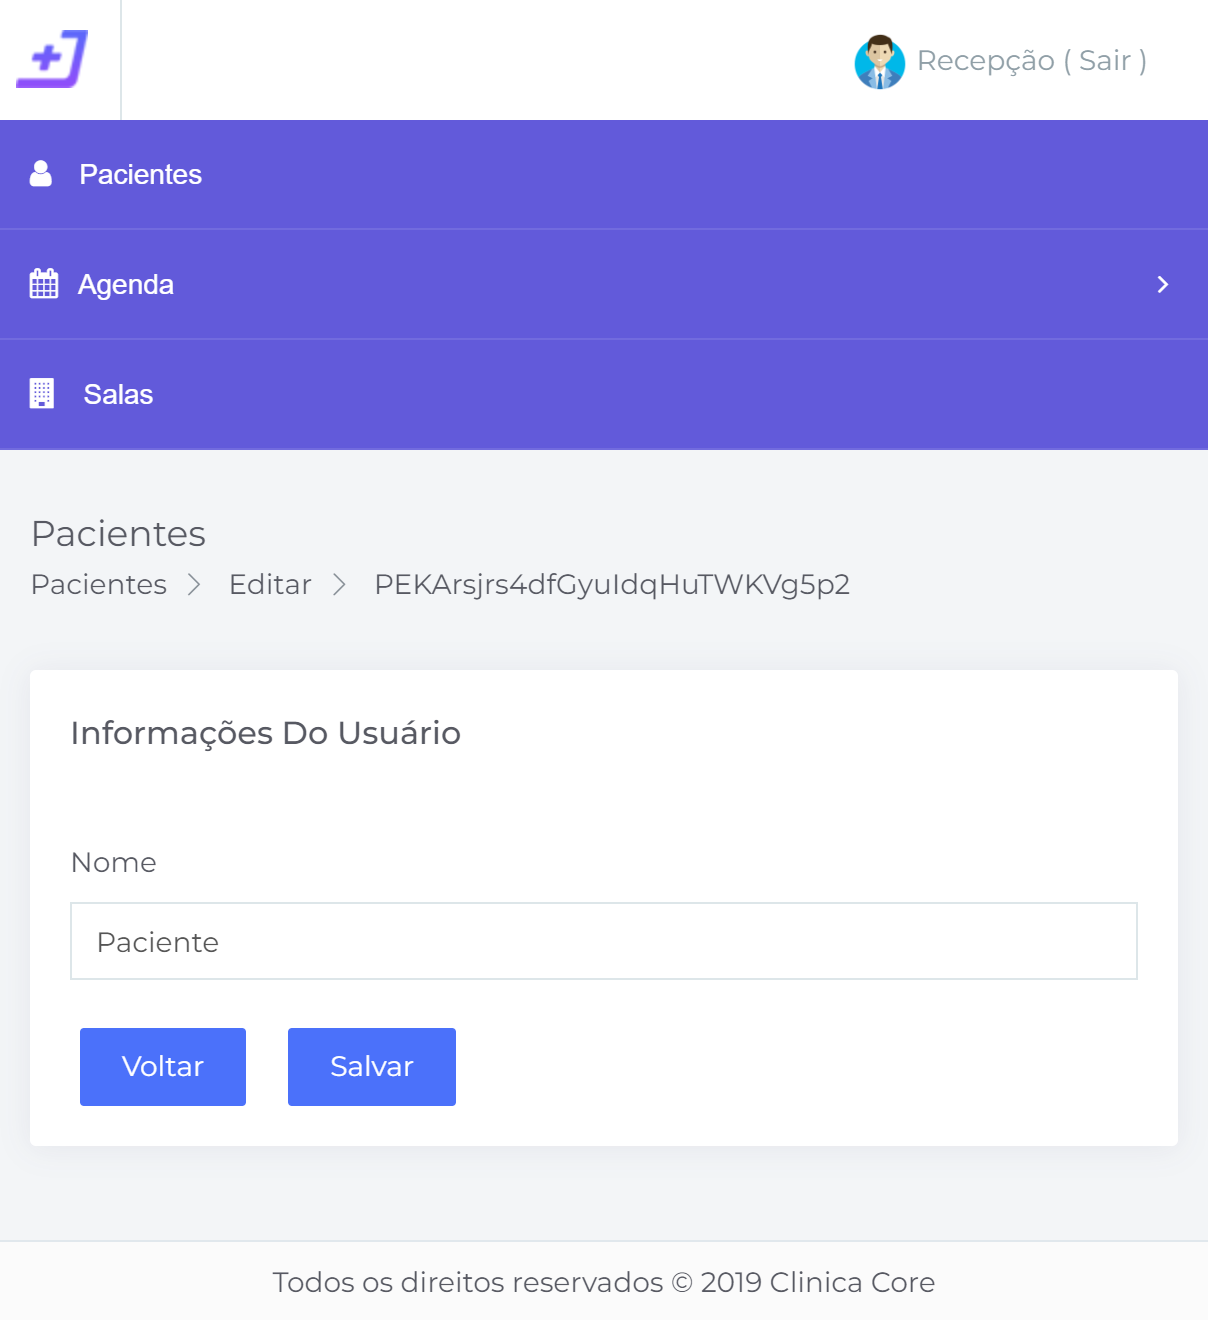 Recepção ( Sair )
Pacientes
Agenda
Salas
Pacientes
Pacientes > Editar > PEKArsjrs4dfGyuIdqHuTWKVg5p2
Informações Do Usuário
Nome
Paciente
Voltar Salvar
Todos os direitos reservados © 2019 Clinica Core